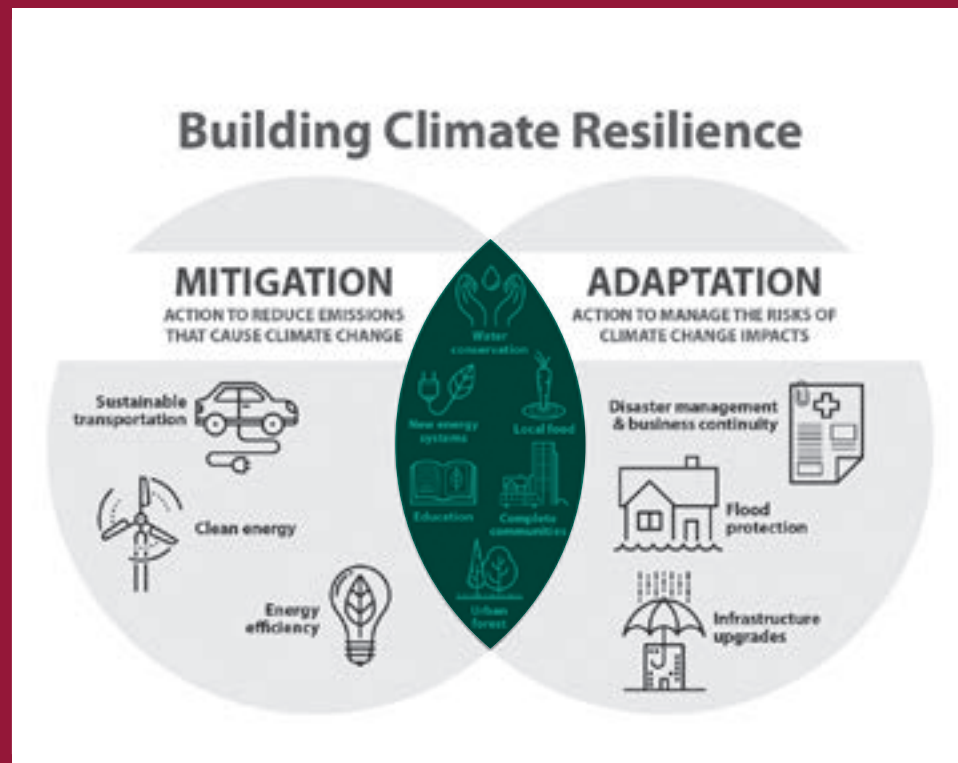 Building Climate Resilience
MITIGATION
ACTION TO REDUCE EMISSIONS
THAT CAUSE CLIMATE CHANGE
Sustainable
transportation
Clean energy
Energy
efficiency
Water
conservation
New energy
systems
Local food
Education
Complete
communities
Urban
forest
ADAPTATION
ACTION TO MANAGE THE RISKS OF
CLIMATE CHANGE IMPACTS
Disaster management
& business continuity
Flood
protection
Infrastructure
upgrades